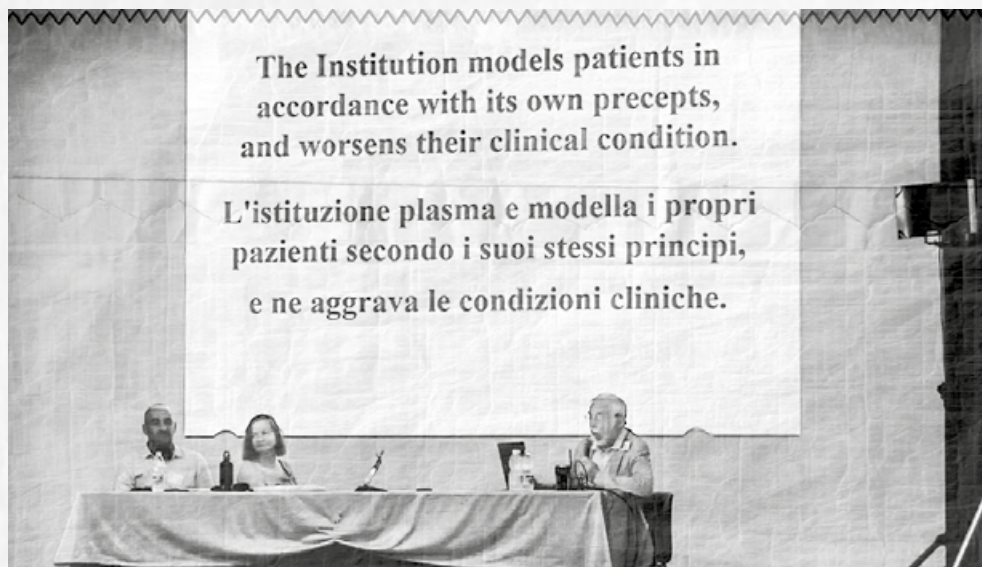 The Institution models patients in
accordance with its own precepts,
and worsens their clinical condition.
L'istituzione plasma e modella i propri
pazienti secondo i suoi stessi principi,
e ne aggrava le condizioni cliniche.